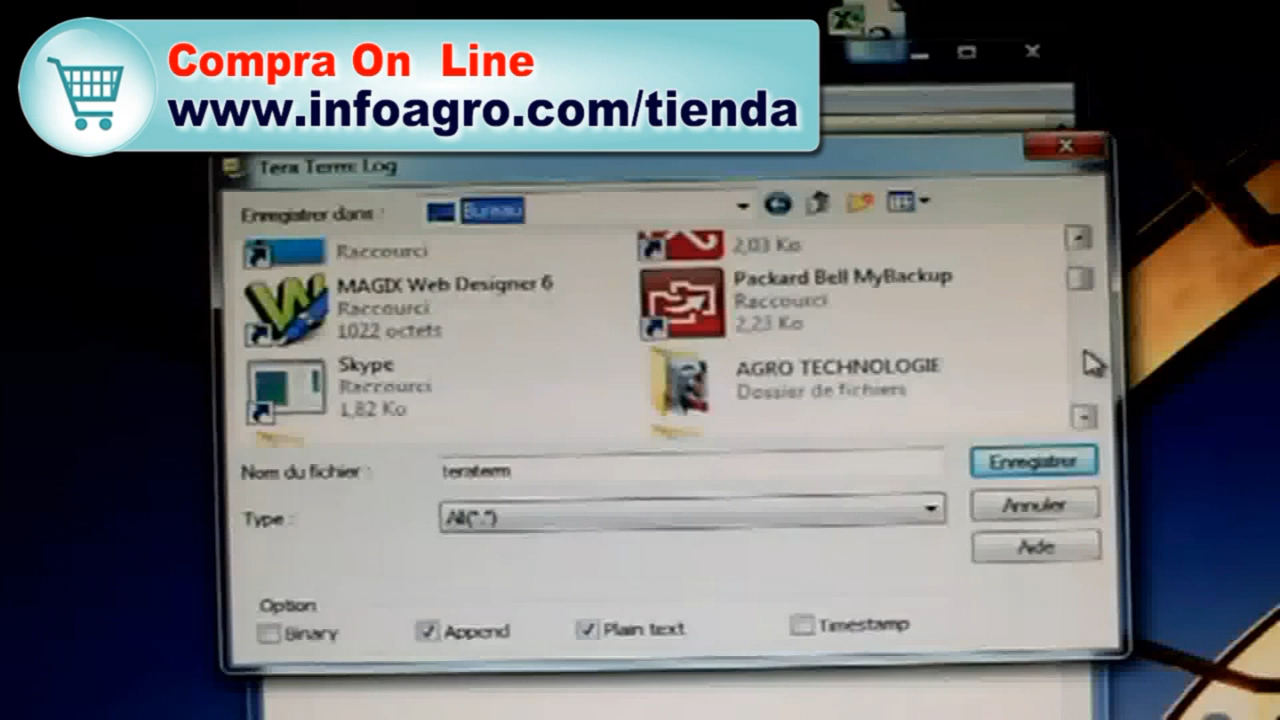 Compra On Line
www.infoagro.com/tienda
Tera Term: Log
Enregistrer dans :
Bureau
Raccourci
2,03 Ko
MAGIX Web Designer 6
Raccourci
1022 octets
Packard Bell MyBackup
Raccourci
2,23 Ko
Skype
Raccourci
1,82 Ko
AGRO TECHNOLOGIE
Dossier de fichiers
Nom du fichier :
teraterm
Enregistrer
Type :
All(*.*)
Annuler
Aide
Option
Binary
Append
Plain text
Timestamp